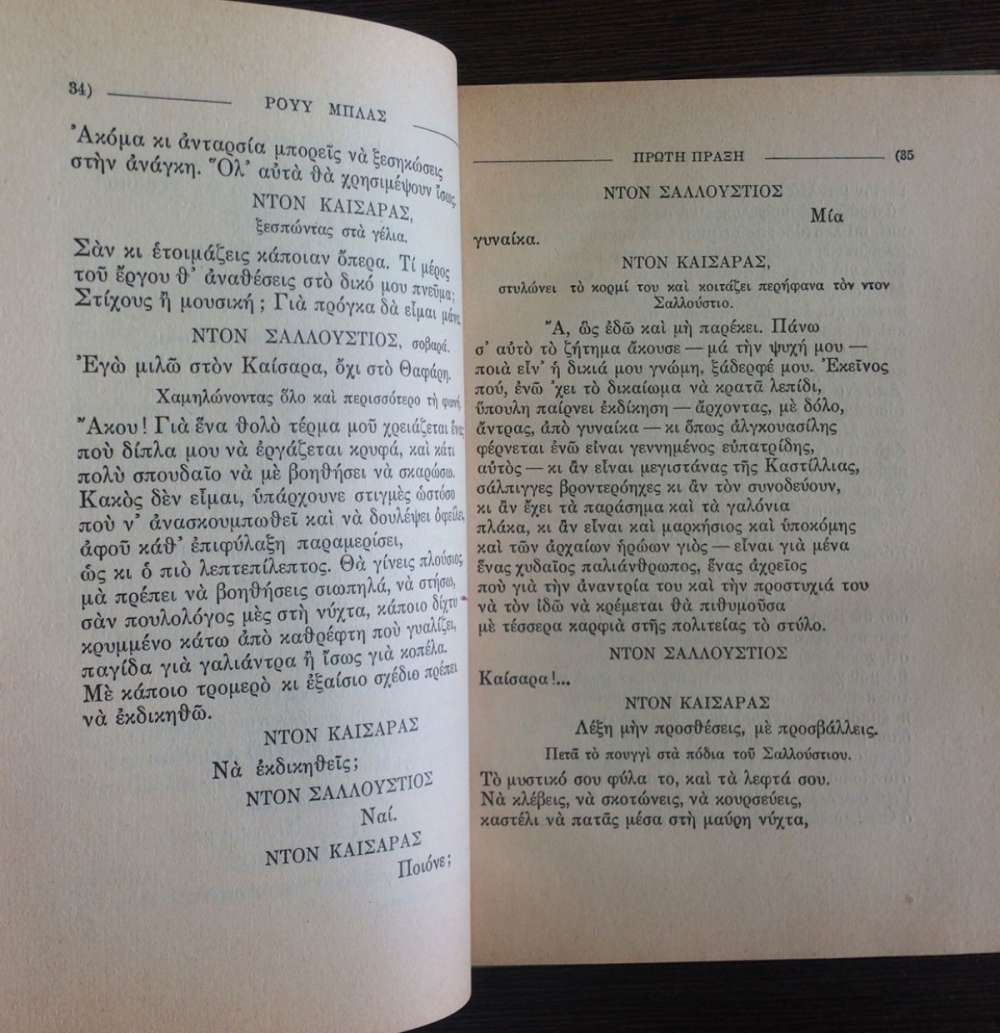 34)
ΡΟΥΥ ΜΠΛΑΣ
Ἀκόμα κι ἀνταρσία μπορεῖς νὰ ξεσηκώσεις
στὴν ἀνάγκη. Ὅλ' αὐτὰ θὰ χρησιμέψουν ἴσως.
ΝΤΟΝ ΚΑΙΣΑΡΑΣ,
ξεσπώντας στὰ γέλια.
Σὰν κι ἑτοιμάζεις κάποιαν ὄπερα. Τί μέρος
τοῦ ἔργου θ' ἀναθέσεις στὸ δικό μου πνεῦμα;
Στίχους ἢ μουσική; Γιὰ πρόγκα δὰ εἶμαι
ΝΤΟΝ ΣΑΛΛΟΥΣΤΙΟΣ, σοβαρά.
Ἐγὼ μιλῶ στὸν Καίσαρα, ὄχι στὸ Θαφάρη.
Χαμηλώνοντας ὅλο καὶ περισσότερο τὴ φωνή.
Ἄκου! Γιὰ ἕνα θολὸ τέρμα μοῦ χρειάζεται ἕνας
ποὺ δίπλα μου νὰ ἐργάζεται κρυφά, καὶ κάτι
πολὺ σπουδαῖο νὰ μὲ βοηθήσει νὰ σκαρώσω.
Κακὸς δὲν εἶμαι, ὑπάρχουνε στιγμὲς ὡστόσο
ποὺ ν' ἀνασκουμπωθεῖ καὶ νὰ δουλέψει ὀφείλει,
ἀφοῦ κάθ' ἐπιφύλαξη παραμερίσει,
ὡς κι ὁ πιὸ λεπτεπίλεπτος. Θὰ γίνεις πλούσιος,
μὰ πρέπει νὰ βοηθήσεις σιωπηλά, νὰ στήσω,
σὰν πουλολόγος μὲς στὴ νύχτα, κάποιο δίχτυ
κρυμμένο κάτω ἀπὸ καθρέφτη ποὺ γυαλίζει,
παγίδα γιὰ γαλιάντρα ἢ ἴσως γιὰ κοπέλα.
Μὲ κάποιο τρομερὸ κι ἐξαίσιο σχέδιο πρέπει
νὰ ἐκδικηθῶ.
ΝΤΟΝ ΚΑΙΣΑΡΑΣ
Νὰ ἐκδικηθεῖς;
ΝΤΟΝ ΣΑΛΛΟΥΣΤΙΟΣ
Ναί.
ΝΤΟΝ ΚΑΙΣΑΡΑΣ
Ποιόνε;
ΠΡΩΤΗ ΠΡΑΞΗ
(35
ΝΤΟΝ ΣΑΛΛΟΥΣΤΙΟΣ
Μία
γυναίκα.
ΝΤΟΝ ΚΑΙΣΑΡΑΣ,
στυλώνει τὸ κορμί του καὶ κοιτάζει περήφανα τὸν ντον
Σαλλούστιο.
Ἄ, ὣς ἐδῶ καὶ μὴ παρέκει. Πάνω
σ' αὐτὸ τὸ ζήτημα ἄκουσε — μά τὴν ψυχή μου —
ποιὰ εἶν' ἡ δικιά μου γνώμη, ξάδερφέ μου. Ἐκεῖνος
πού, ἐνῶ 'χει τὸ δικαίωμα νὰ κρατᾶ λεπίδι,
ὕπουλη παίρνει ἐκδίκηση — ἄρχοντας, μὲ δόλο,
ἄντρας, ἀπὸ γυναίκα — κι ὅπως ἀλγκουασίλης
φέρνεται ἐνῶ εἶναι γεννημένος εὐπατρίδης,
αὐτὸς — κι ἂν εἶναι μεγιστάνας τῆς Καστίλλιας,
σάλπιγγες βροντερόηχες κι ἂν τὸν συνοδεύουν,
κι ἂν ἔχει τὰ παράσημα καὶ τὰ γαλόνια
πλάκα, κι ἂν εἶναι καὶ μαρκήσιος καὶ ὑποκόμης
καὶ τῶν ἀρχαίων ἡρώων γιὸς — εἶναι γιὰ μένα
ἕνας χυδαῖος παλιάνθρωπος, ἕνας ἀχρεῖος
ποὺ γιὰ τὴν ἀναντρία του καὶ τὴν προστυχιά του
νὰ τὸν ἰδῶ νὰ κρέμεται θὰ πιθυμοῦσα
μὲ τέσσερα καρφιὰ στῆς πολιτείας τὸ στύλο.
ΝΤΟΝ ΣΑΛΛΟΥΣΤΙΟΣ
Καίσαρα!...
ΝΤΟΝ ΚΑΙΣΑΡΑΣ
Λέξη μὴν προσθέσεις, μὲ προσβάλλεις.
Πετᾶ τὸ πουγγὶ στὰ πόδια τοῦ Σαλλούστιου.
Τὸ μυστικό σου φύλα το, καὶ τὰ λεφτά σου.
Νὰ κλέβεις, νὰ σκοτώνεις, νὰ κουρσεύεις,
καστέλι νὰ πατᾶς μέσα στὴ μαύρη νύχτα,